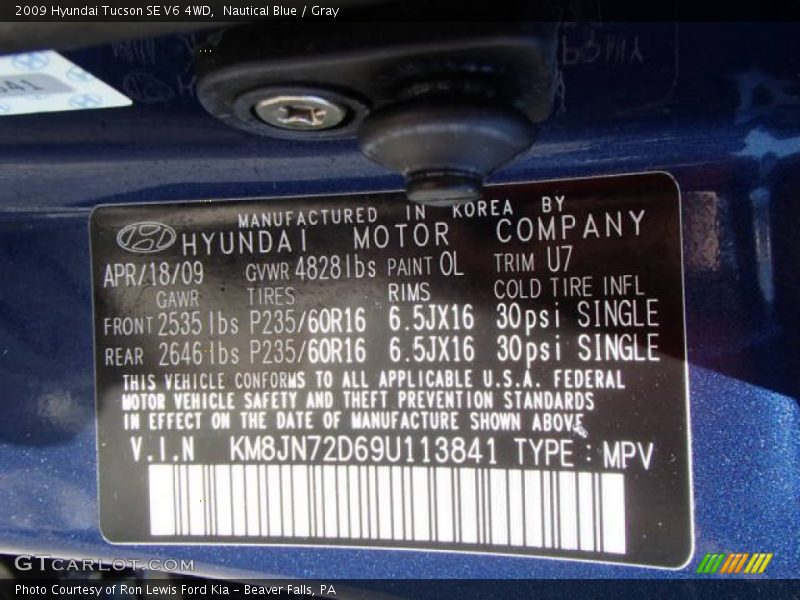 2009 Hyundai Tucson SE V6 4WD,  Nautical Blue / Gray
841
MANUFACTURED IN KOREA BY
HYUNDAI MOTOR COMPANY
APR/18/09 GVWR 4828lbs PAINT OL TRIM U7
GAWR TIRES RIMS COLD TIRE INFL
FRONT 2535lbs P235/60R16 6.5JX16 30psi SINGLE
REAR 2646lbs P235/60R16 6.5JX16 30psi SINGLE
THIS VEHICLE CONFORMS TO ALL APPLICABLE U.S.A. FEDERAL
MOTOR VEHICLE SAFETY AND THEFT PREVENTION STANDARDS
IN EFFECT ON THE DATE OF MANUFACTURE SHOWN ABOVE
V.I.N KM8JN72D69U113841 TYPE : MPV
GTCARLOT.COM
Photo Courtesy of Ron Lewis Ford Kia - Beaver Falls, PA